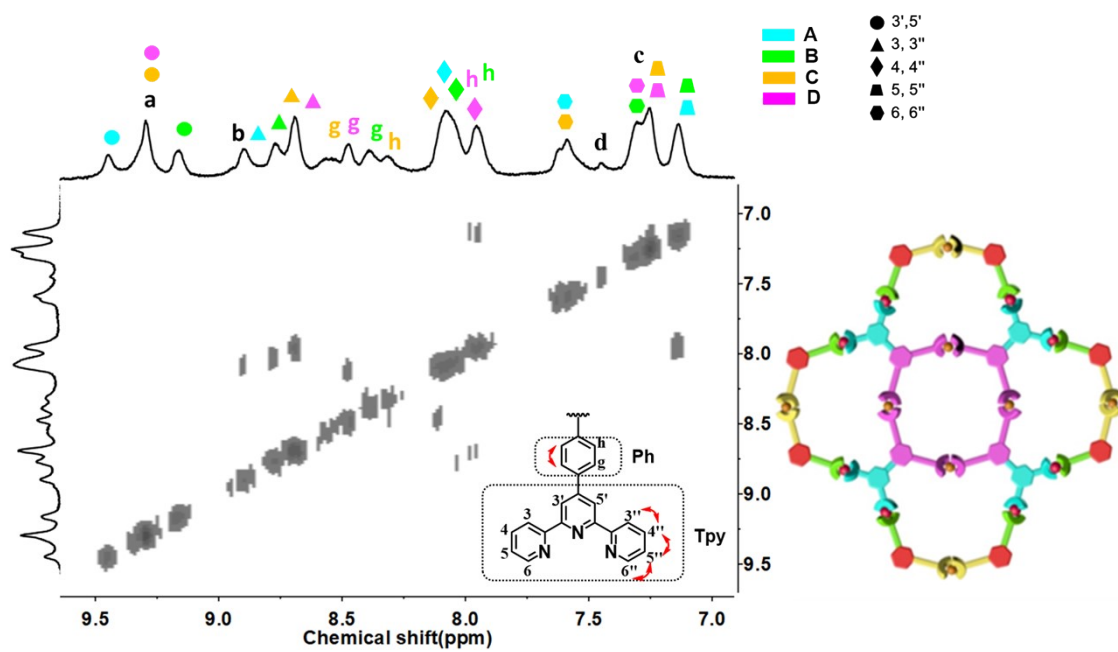 A
B
C
D
3',5'
3, 3''
4, 4''
5, 5''
6, 6''
a
b
g
g
g
h
h
h
d
c
7.0
7.5
8.0
8.5
9.0
9.5
h
g
Ph
3'
5'
3
3''
4
4''
5
5''
N
N
N
6
6''
Tpy
9.5 9.0 8.5 8.0 7.5 7.0
Chemical shift(ppm)